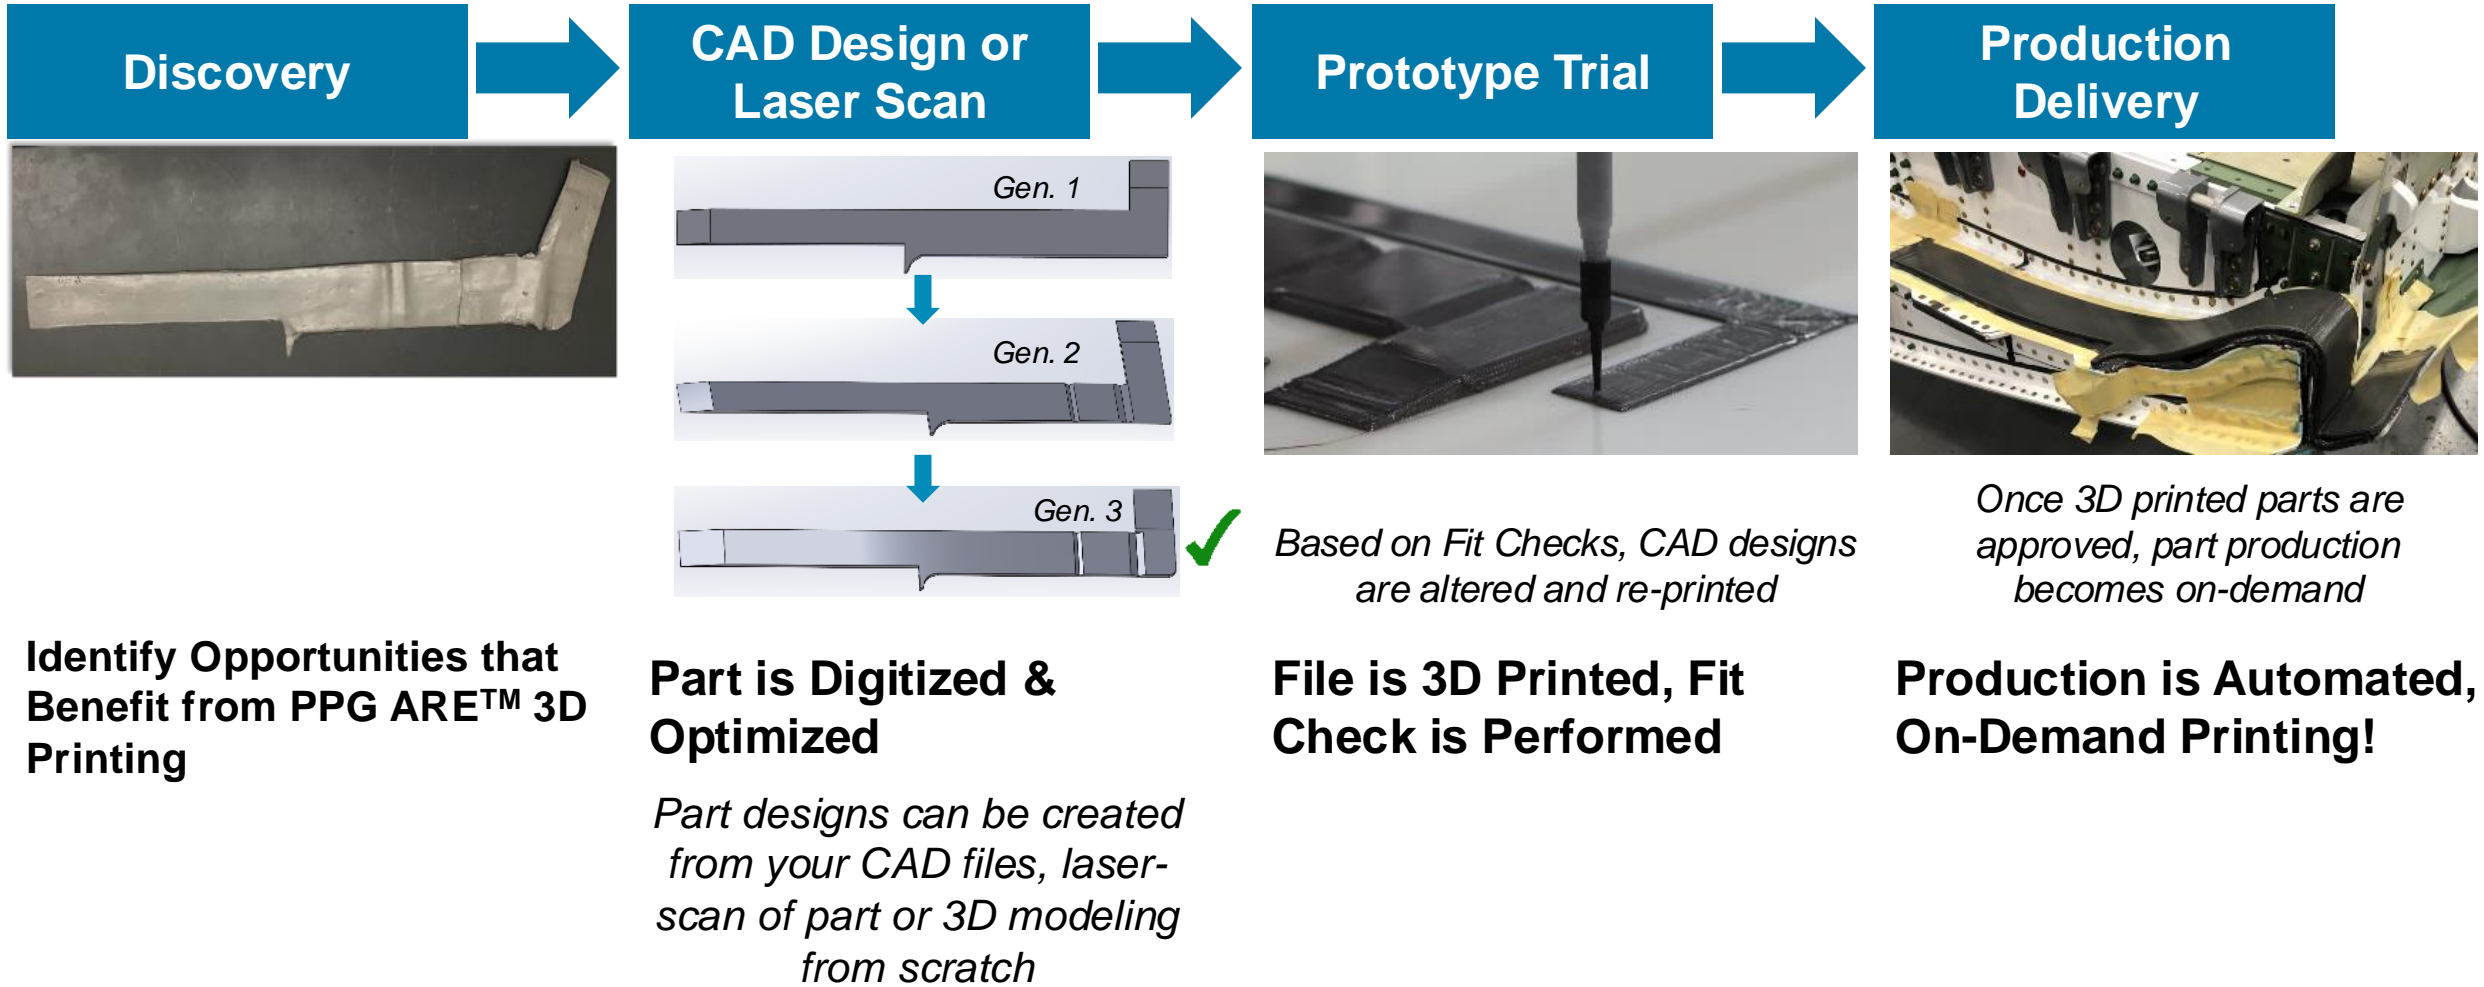 Discovery
CAD Design or
Laser Scan
Prototype Trial
Production
Delivery
Gen. 1
Gen. 2
Gen. 3
Based on Fit Checks, CAD designs
are altered and re-printed
Once 3D printed parts are
approved, part production
becomes on-demand
Identify Opportunities that
Benefit from PPG ARE™ 3D
Printing
Part is Digitized &
Optimized
Part designs can be created
from your CAD files, laser-
scan of part or 3D modeling
from scratch
File is 3D Printed, Fit
Check is Performed
Production is Automated,
On-Demand Printing!